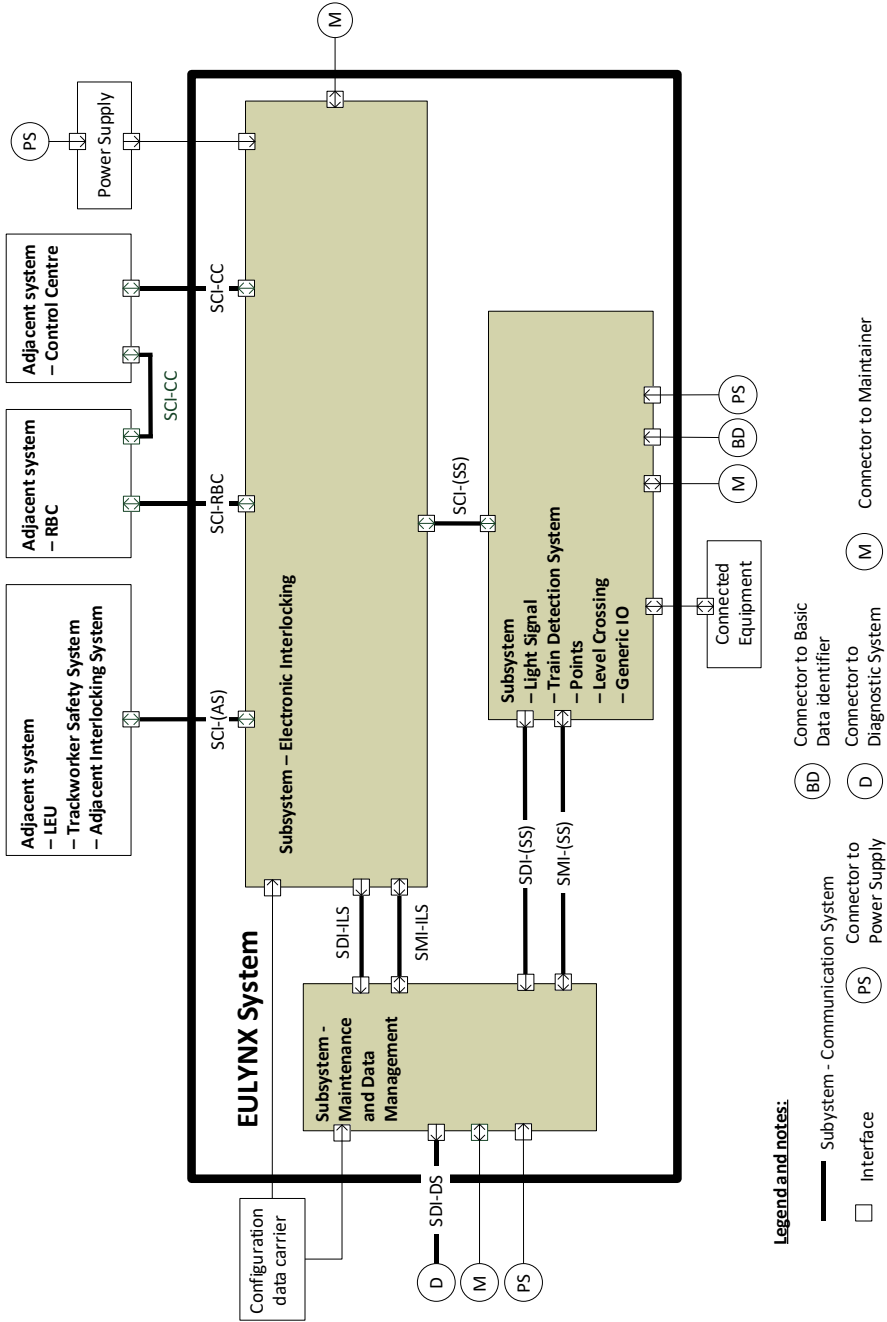 Adjacent system
– LEU
– Trackworker Safety System
– Adjacent Interlocking System
Adjacent system
– RBC
Adjacent system
– Control Centre
PS
Power Supply
SCI-CC
SCI-(AS)
SCI-RBC
SCI-CC
M
EULYNX System
Configuration
data carrier
Subsystem – Electronic Interlocking
SDI-ILS
SMI-ILS
Subsystem -
Maintenance
and Data
Management
SCI-(SS)
D
SDI-DS
M
PS
SDI-(SS)
SMI-(SS)
Subsystem
– Light Signal
– Train Detection System
– Points
– Level Crossing
– Generic IO
Connected
Equipment
M
BD
PS
Legend and notes:
Subystem - Communication System
Interface
PS
Connector to
Power Supply
BD
Connector to Basic
Data identifier
D
Connector to
Diagnostic System
M
Connector to Maintainer